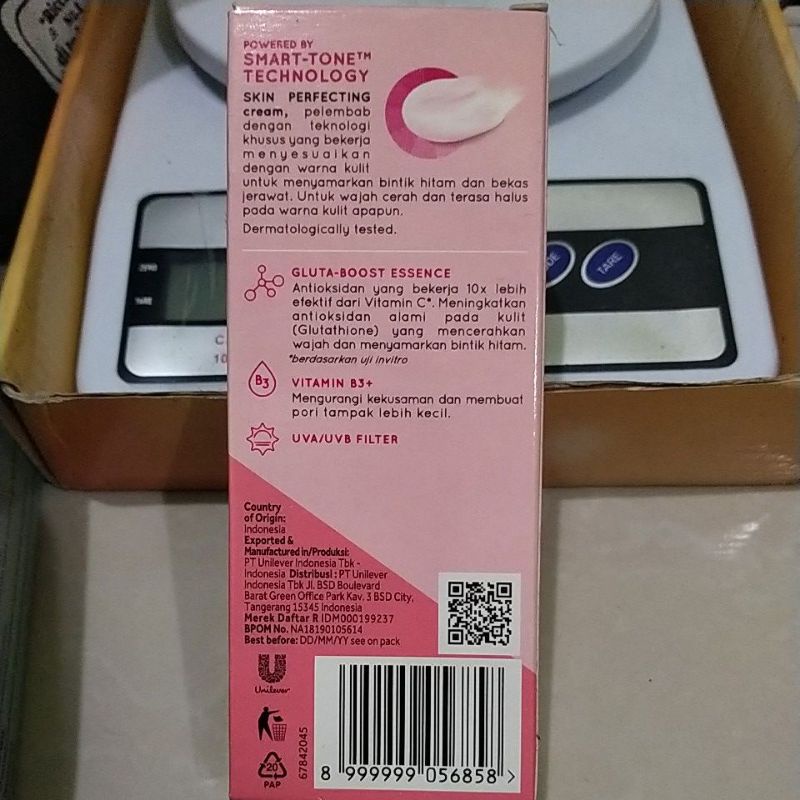 POWERED BY
SMART-TONE™
TECHNOLOGY
SKIN PERFECTING
cream, pelembab
dengan teknologi
khusus yang bekerja
menyesuaikan
dengan warna kulit
untuk menyamarkan bintik hitam dan bekas
jerawat. Untuk wajah cerah dan terasa halus
pada warna kulit apapun.
Dermatologically tested.
GLUTA-BOOST ESSENCE
Antioksidan yang bekerja 10x lebih
efektif dari Vitamin C*. Meningkatkan
antioksidan alami pada kulit
(Glutathione) yang mencerahkan
wajah dan menyamarkan bintik hitam.
*berdasarkan uji invitro
B3
VITAMIN B3+
Mengurangi kekusaman dan membuat
pori tampak lebih kecil.
UVA/UVB FILTER
Country
of Origin:
Indonesia
Exported &
Manufactured in/Produksi:
PT Unilever Indonesia Tbk -
Indonesia Distribusi: PT Unilever
Indonesia Tbk Jl. BSD Boulevard
Barat Green Office Park Kav. 3 BSD City,
Tangerang 15345 Indonesia
Merek Daftar R IDM000199237
BPOM No. NA18190105614
Best before: DD/MM/YY see on pack
Unilever
20
PAP
67842045
8 999999 056858 >
ZERO
TARE
TARE